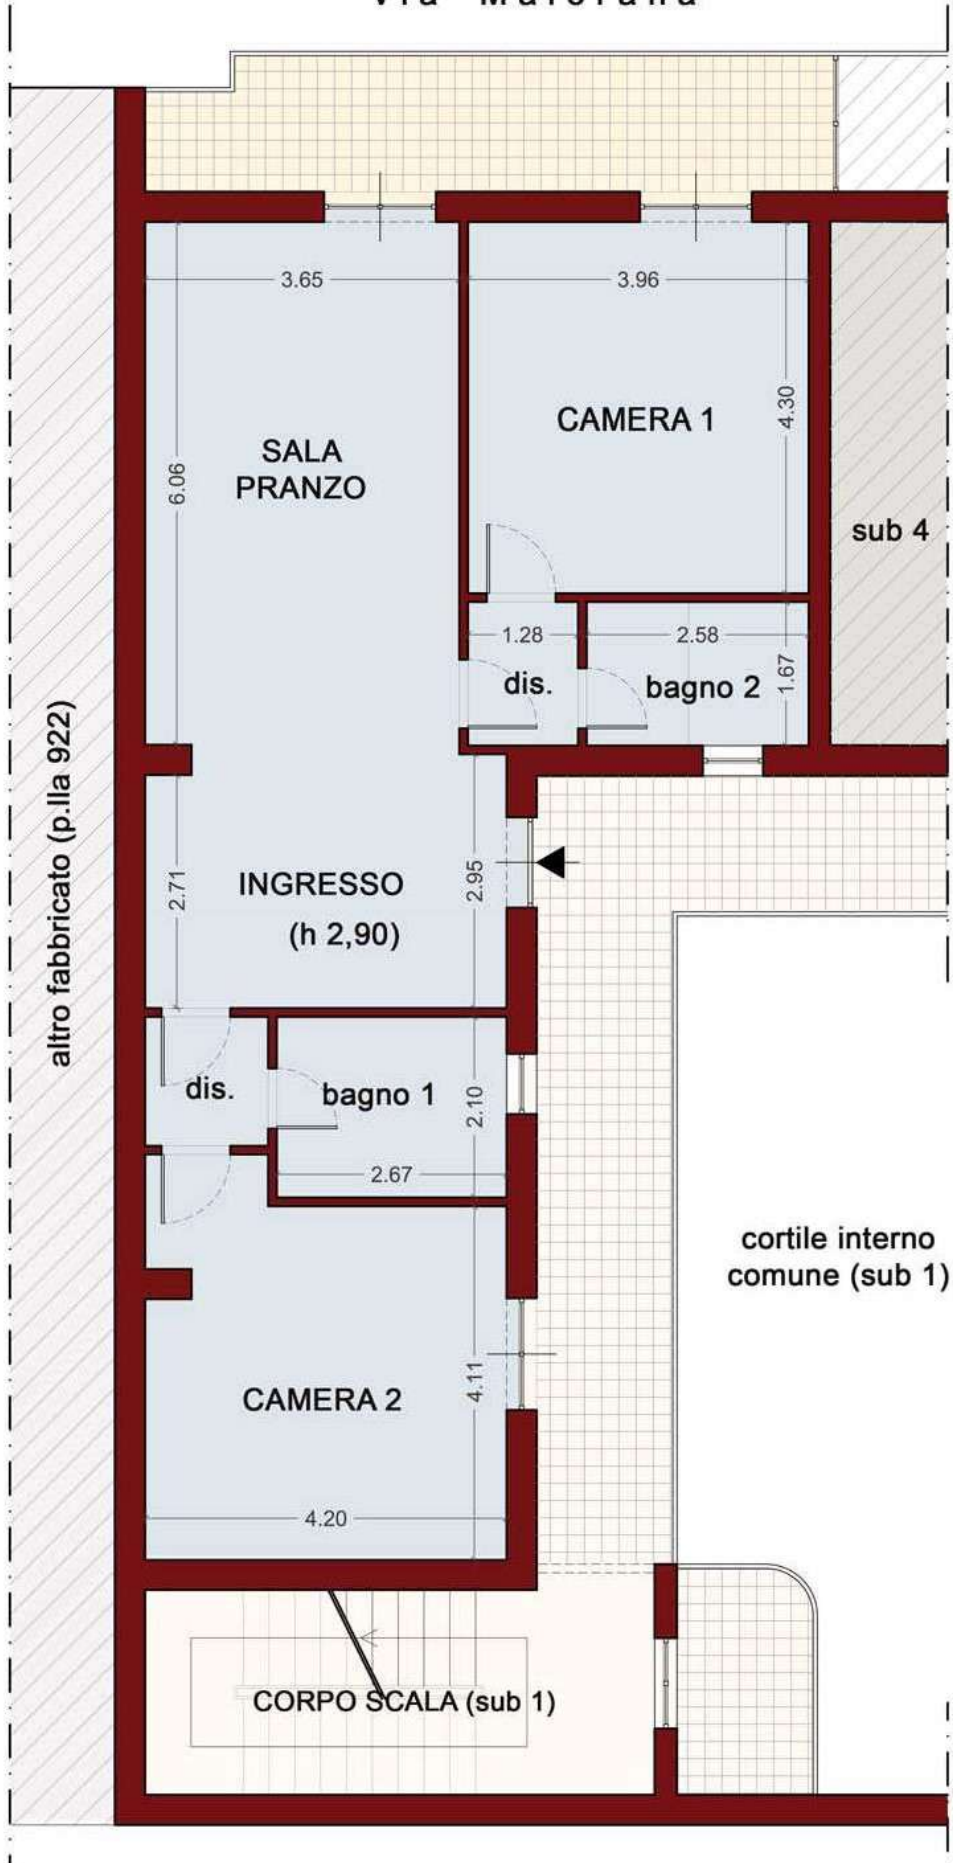 3.65
3.96
CAMERA 1
4.30
SALA
PRANZO
6.06
sub 4
1.28
2.58
dis.
bagno 2
1.67
altro fabbricato (p.lla 922)
INGRESSO
(h 2,90)
2.71
2.95
dis.
bagno 1
2.10
2.67
cortile interno
comune (sub 1)
CAMERA 2
4.11
4.20
CORPO SCALA (sub 1)